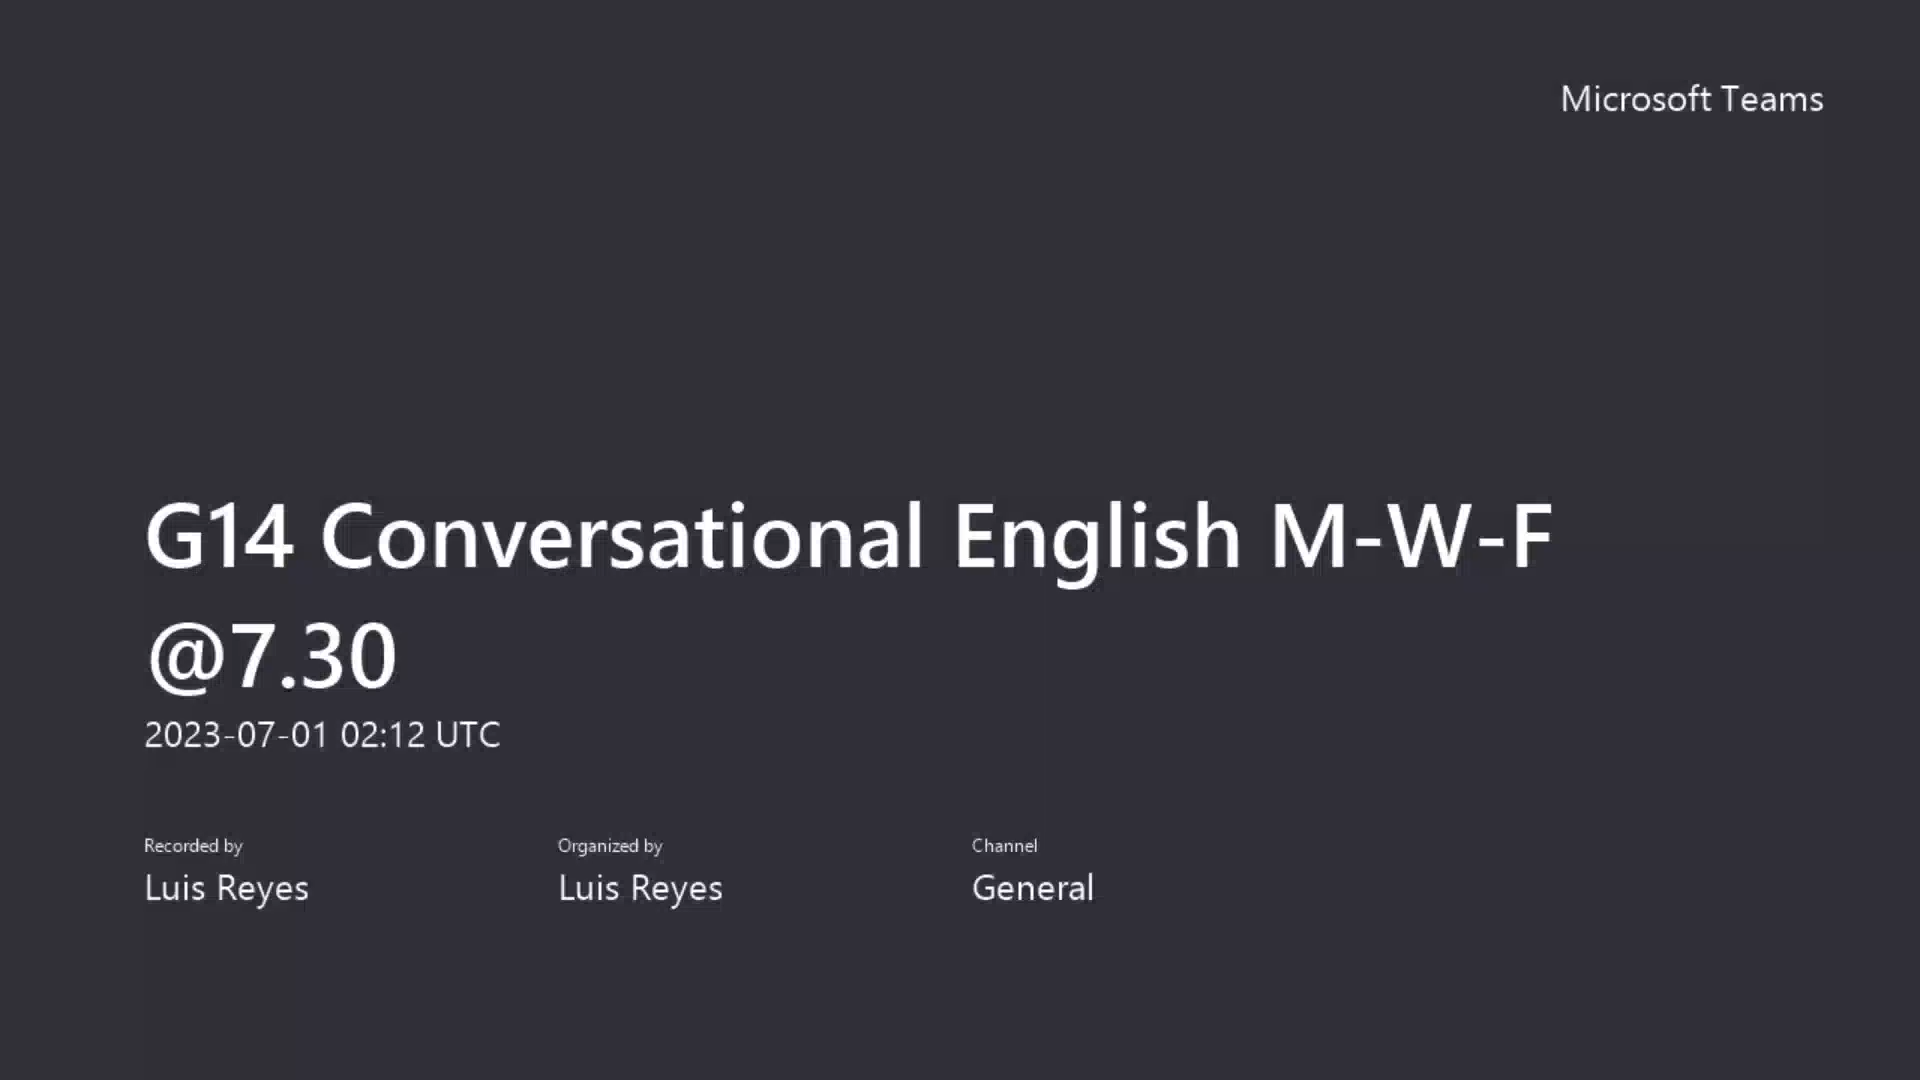 Microsoft Teams
G14 Conversational English M-W-F
@7.30
2023-07-01 02:12 UTC
Recorded by
Luis Reyes
Organized by
Luis Reyes
Channel
General